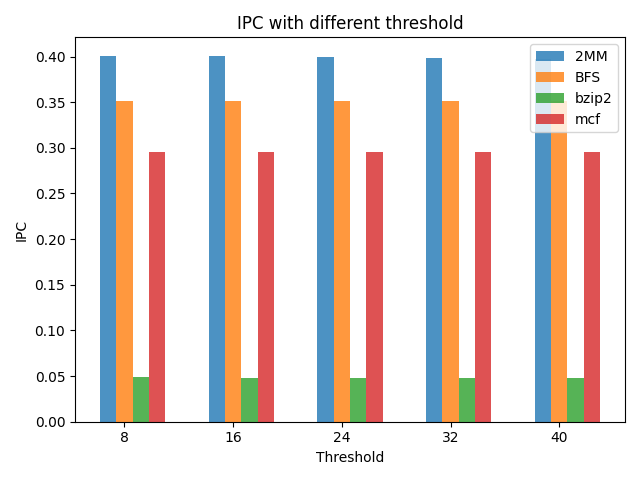 IPC with different threshold
0.40
0.35
0.30
0.25
0.20
0.15
0.10
0.05
0.00
IPC
8 16 24 32 40
Threshold
2MM
BFS
bzip2
mcf